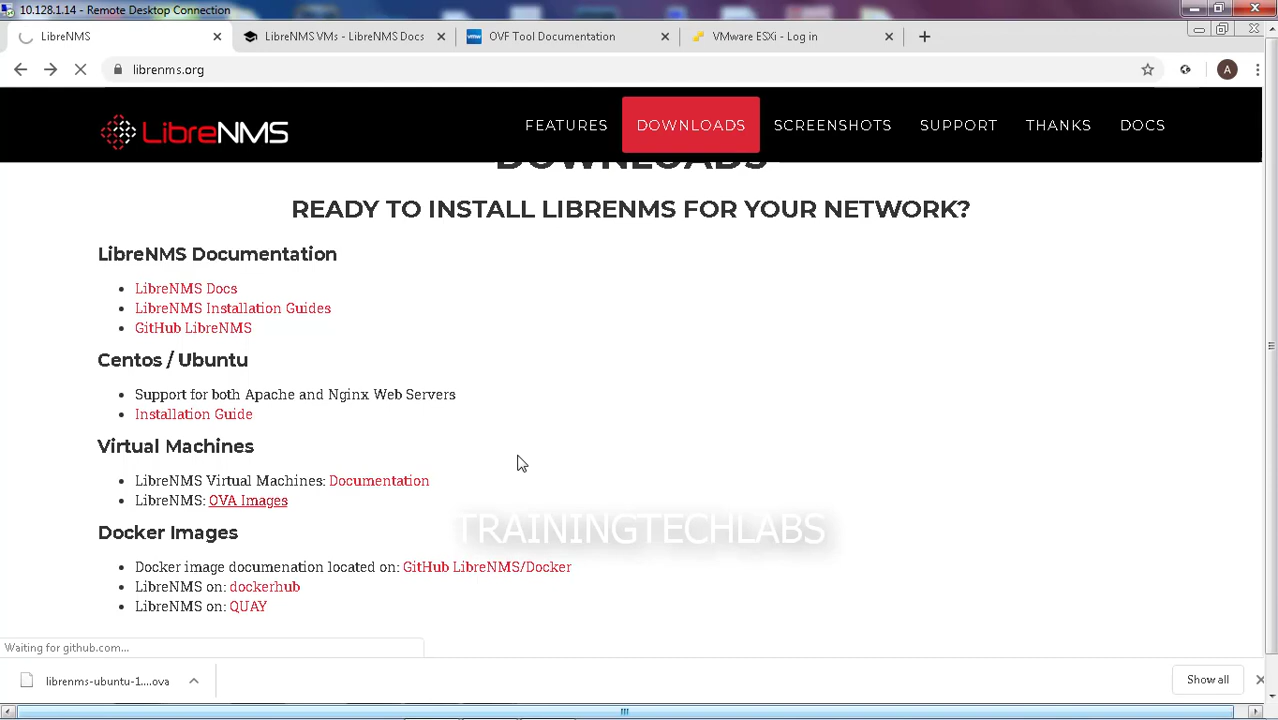 10.128.1.14 - Remote Desktop Connection
LibreNMS
LibreNMS VMs - LibreNMS Docs
OVF Tool Documentation
VMware ESXi - Log in
librenms.org
A
LibreNMS
FEATURES
DOWNLOADS
SCREENSHOTS
SUPPORT
THANKS
DOCS
DOWNLOADS
READY TO INSTALL LIBRENMS FOR YOUR NETWORK?
LibreNMS Documentation
• LibreNMS Docs
• LibreNMS Installation Guides
• GitHub LibreNMS
Centos / Ubuntu
• Support for both Apache and Nginx Web Servers
• Installation Guide
Virtual Machines
• LibreNMS Virtual Machines: Documentation
• LibreNMS: OVA Images
TRAININGTECHLABS
Docker Images
• Docker image documenation located on: GitHub LibreNMS/Docker
• LibreNMS on: dockerhub
• LibreNMS on: QUAY
Waiting for github.com...
librenms-ubuntu-1....ova
Show all